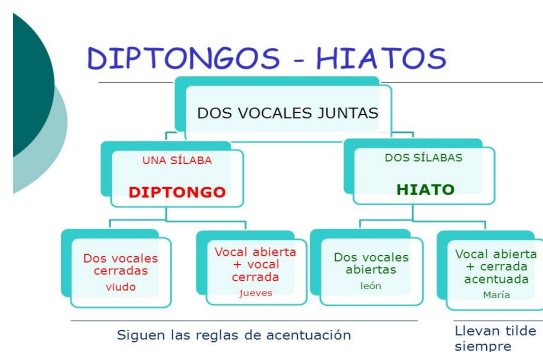 DIPTONGOS - HIATOS
DOS VOCALES JUNTAS
UNA SÍLABA
DIPTONGO
DOS SÍLABAS
HIATO
Dos vocales
cerradas
viudo
Vocal abierta
+ vocal
cerrada
jueves
Dos vocales
abiertas
león
Vocal abierta
+ cerrada
acentuada
María
Siguen las reglas de acentuación
Llevan tilde
siempre